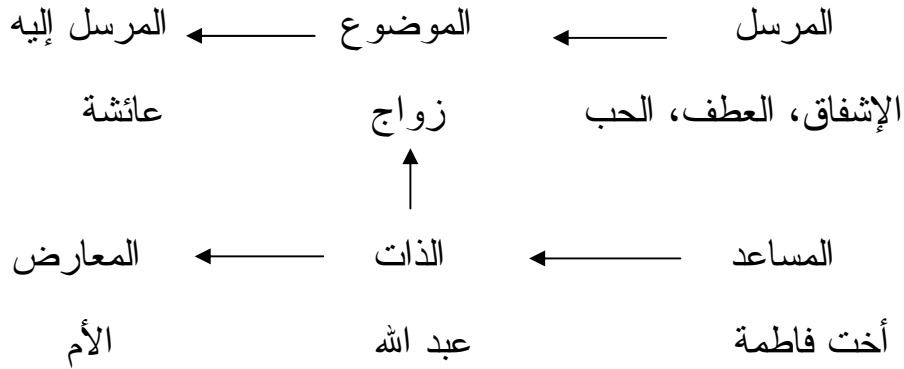 المرسل الموضوع المرسل إليه
الإشفاق، العطف، الحب زواج عائشة
المساعد الذات المعارض
أخت فاطمة عبد الله الأم